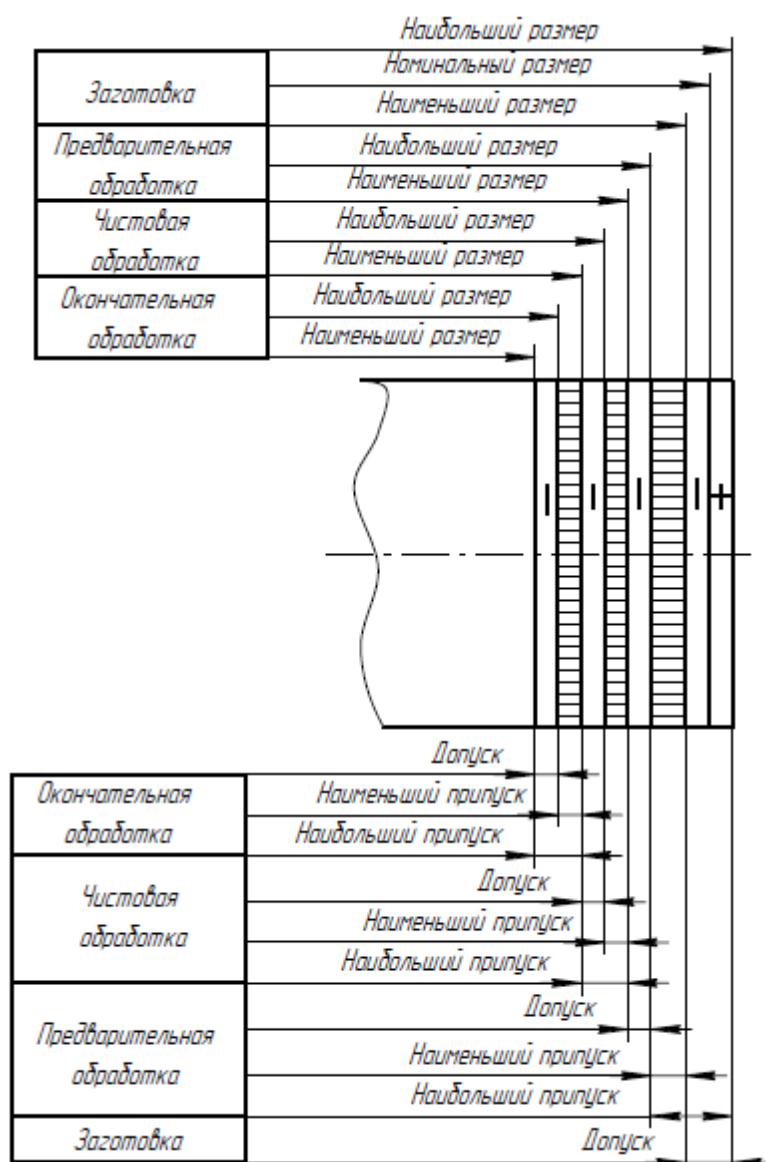 Наибольший размер
Номинальный размер
Заготовка
Наименьший размер
Предварительная
обработка
Наибольший размер
Наименьший размер
Чистовая
обработка
Наибольший размер
Наименьший размер
Окончательная
обработка
Наибольший размер
Наименьший размер
Допуск
Окончательная
обработка
Наименьший припуск
Наибольший припуск
Чистовая
обработка
Допуск
Наименьший припуск
Наибольший припуск
Предварительная
обработка
Допуск
Наименьший припуск
Наибольший припуск
Заготовка
Допуск